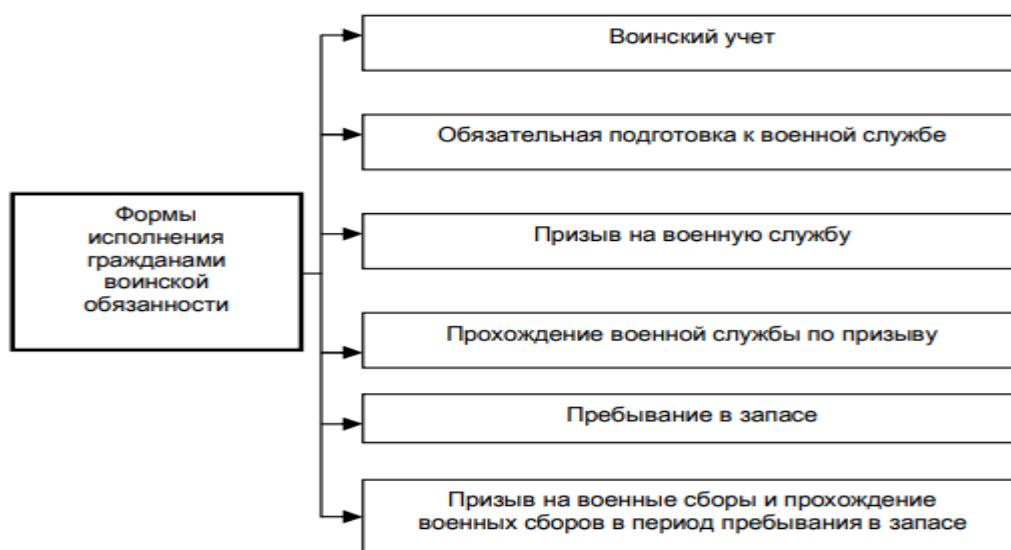 Воинский учет
Обязательная подготовка к военной службе
Формы
исполнения
гражданами
воинской
обязанности
Призыв на военную службу
Прохождение военной службы по призыву
Пребывание в запасе
Призыв на военные сборы и прохождение
военных сборов в период пребывания в запасе